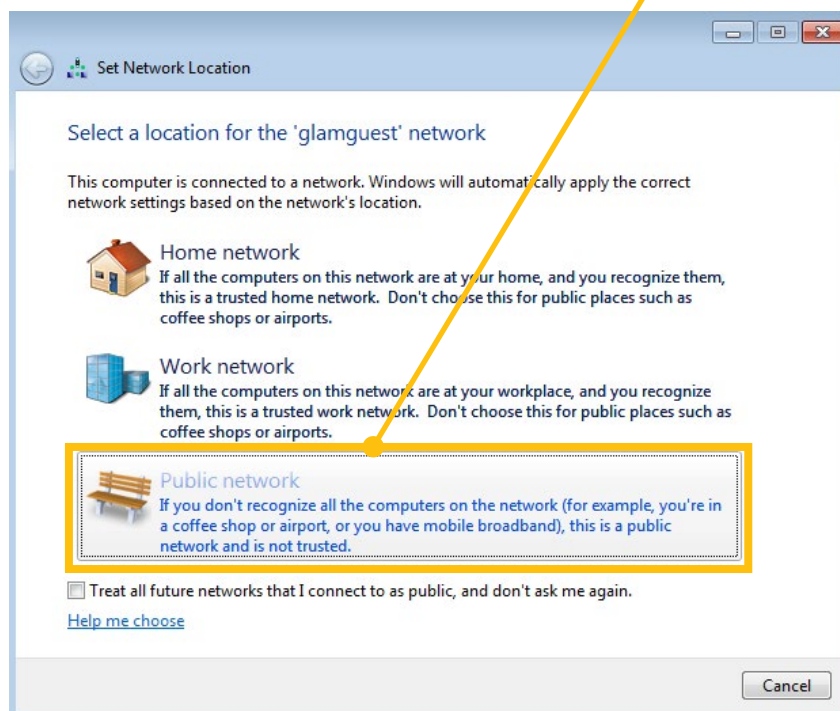 Set Network Location
Select a location for the 'glamguest' network
This computer is connected to a network. Windows will automatically apply the correct
network settings based on the network's location.
Home network
If all the computers on this network are at your home, and you recognize them,
this is a trusted home network.  Don't choose this for public places such as
coffee shops or airports.
Work network
If all the computers on this network are at your workplace, and you recognize
them, this is a trusted work network.  Don't choose this for public places such as
coffee shops or airports.
Public network
If you don't recognize all the computers on the network (for example, you're in
a coffee shop or airport, or you have mobile broadband), this is a public
network and is not trusted.
Treat all future networks that I connect to as public, and don't ask me again.
Help me choose
Cancel